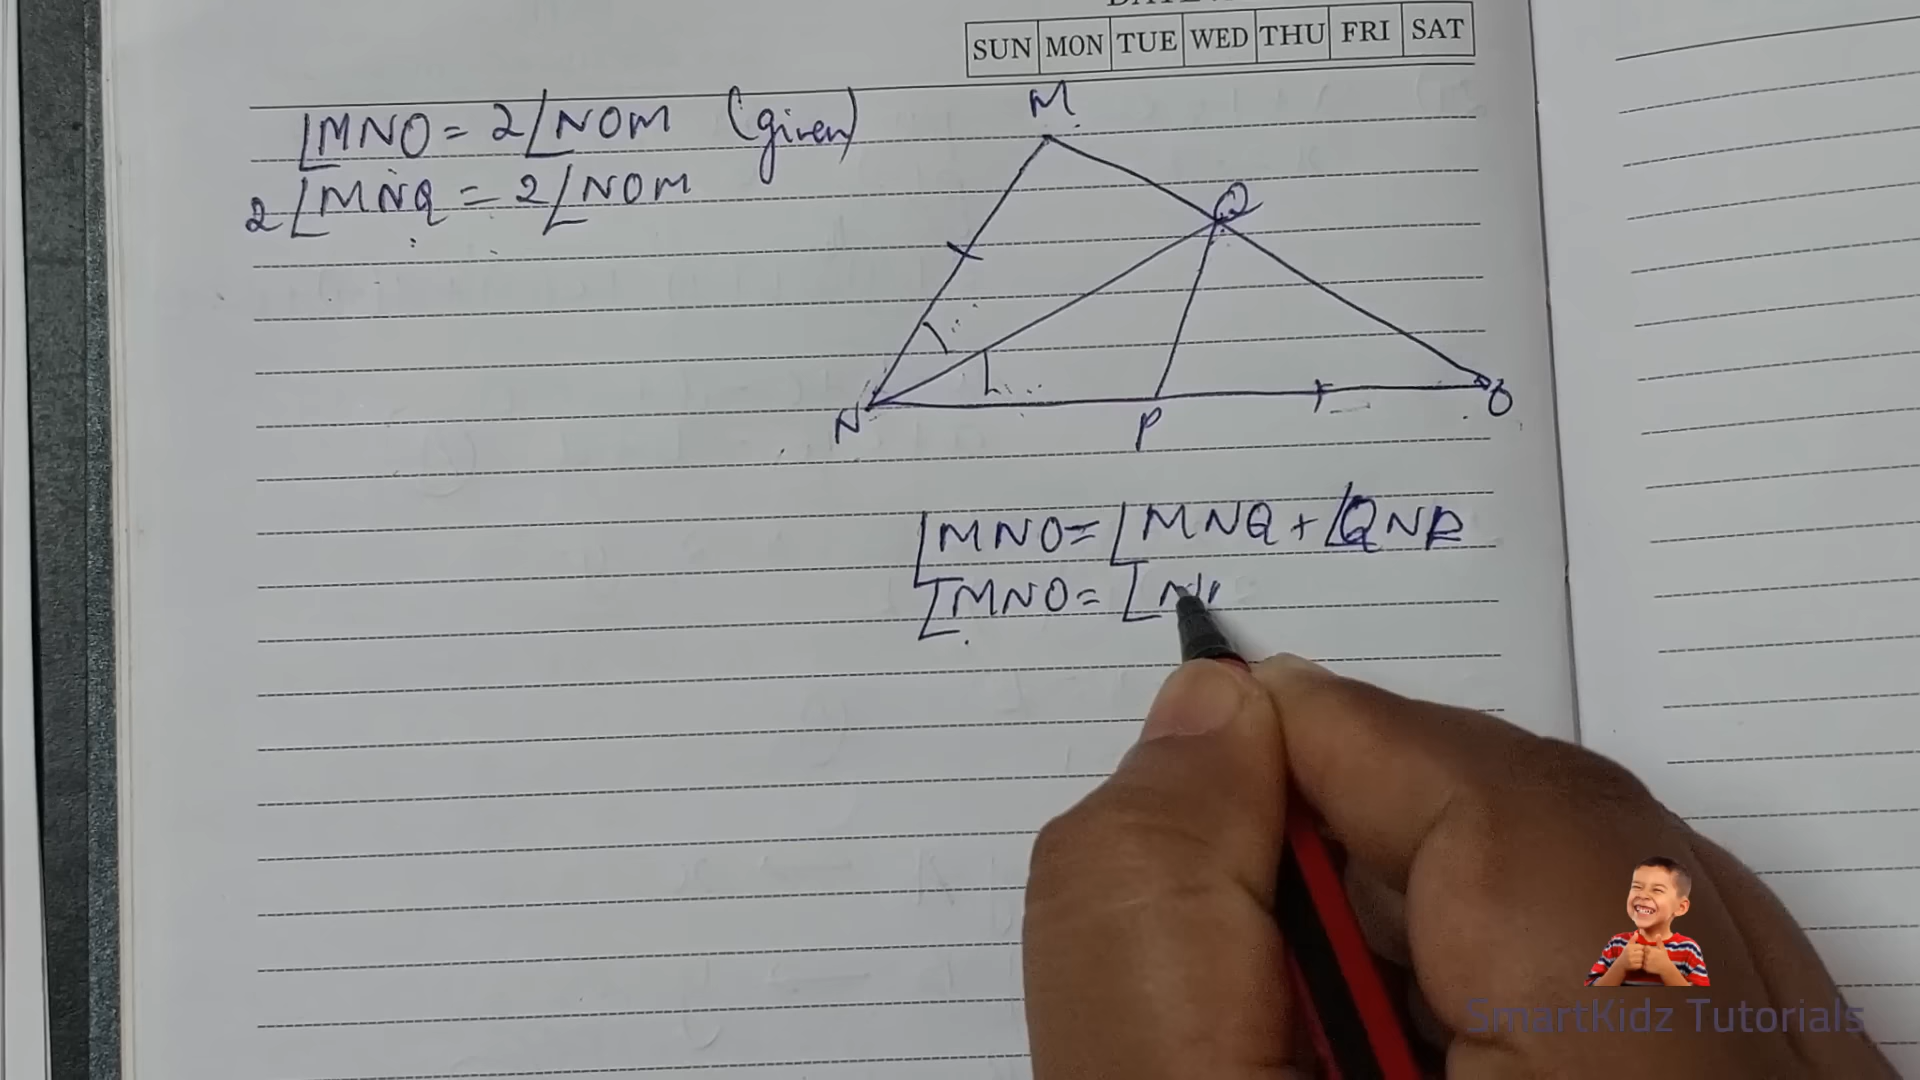 SUN MON TUE WED THU FRI SAT
∠MNO = 2∠NOM (given)
2∠MNQ = 2∠NOM
M
Q
N
P
O
∠MNO = ∠MNQ + ∠QNP
∠MNO = ∠
SmartKidz Tutorials